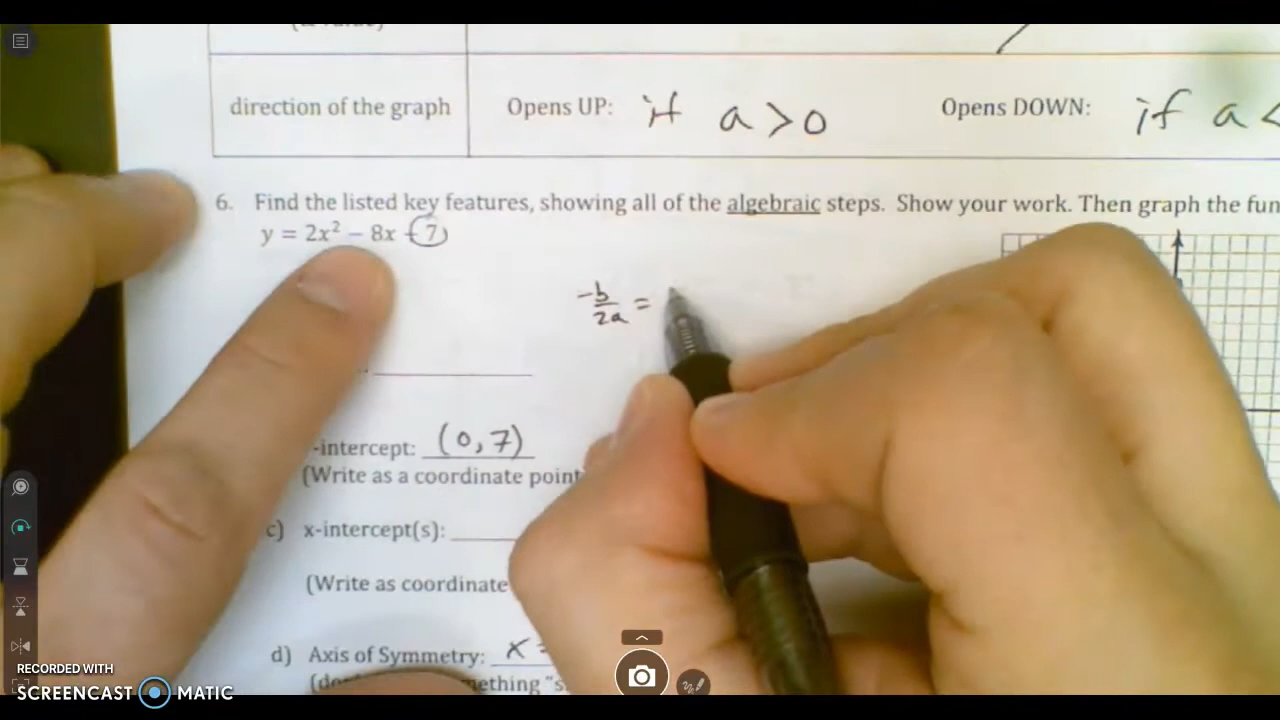 direction of the graph Opens UP: if a > 0 Opens DOWN: if a <
6. Find the listed key features, showing all of the algebraic steps. Show your work. Then graph the fun
y = 2x² − 8x + 7
-b/2a =
-intercept: (0, 7)
(Write as a coordinate point
c) x-intercept(s):
(Write as coordinate
d) Axis of Symmetry: x =
RECORDED WITH
SCREENCAST MATIC